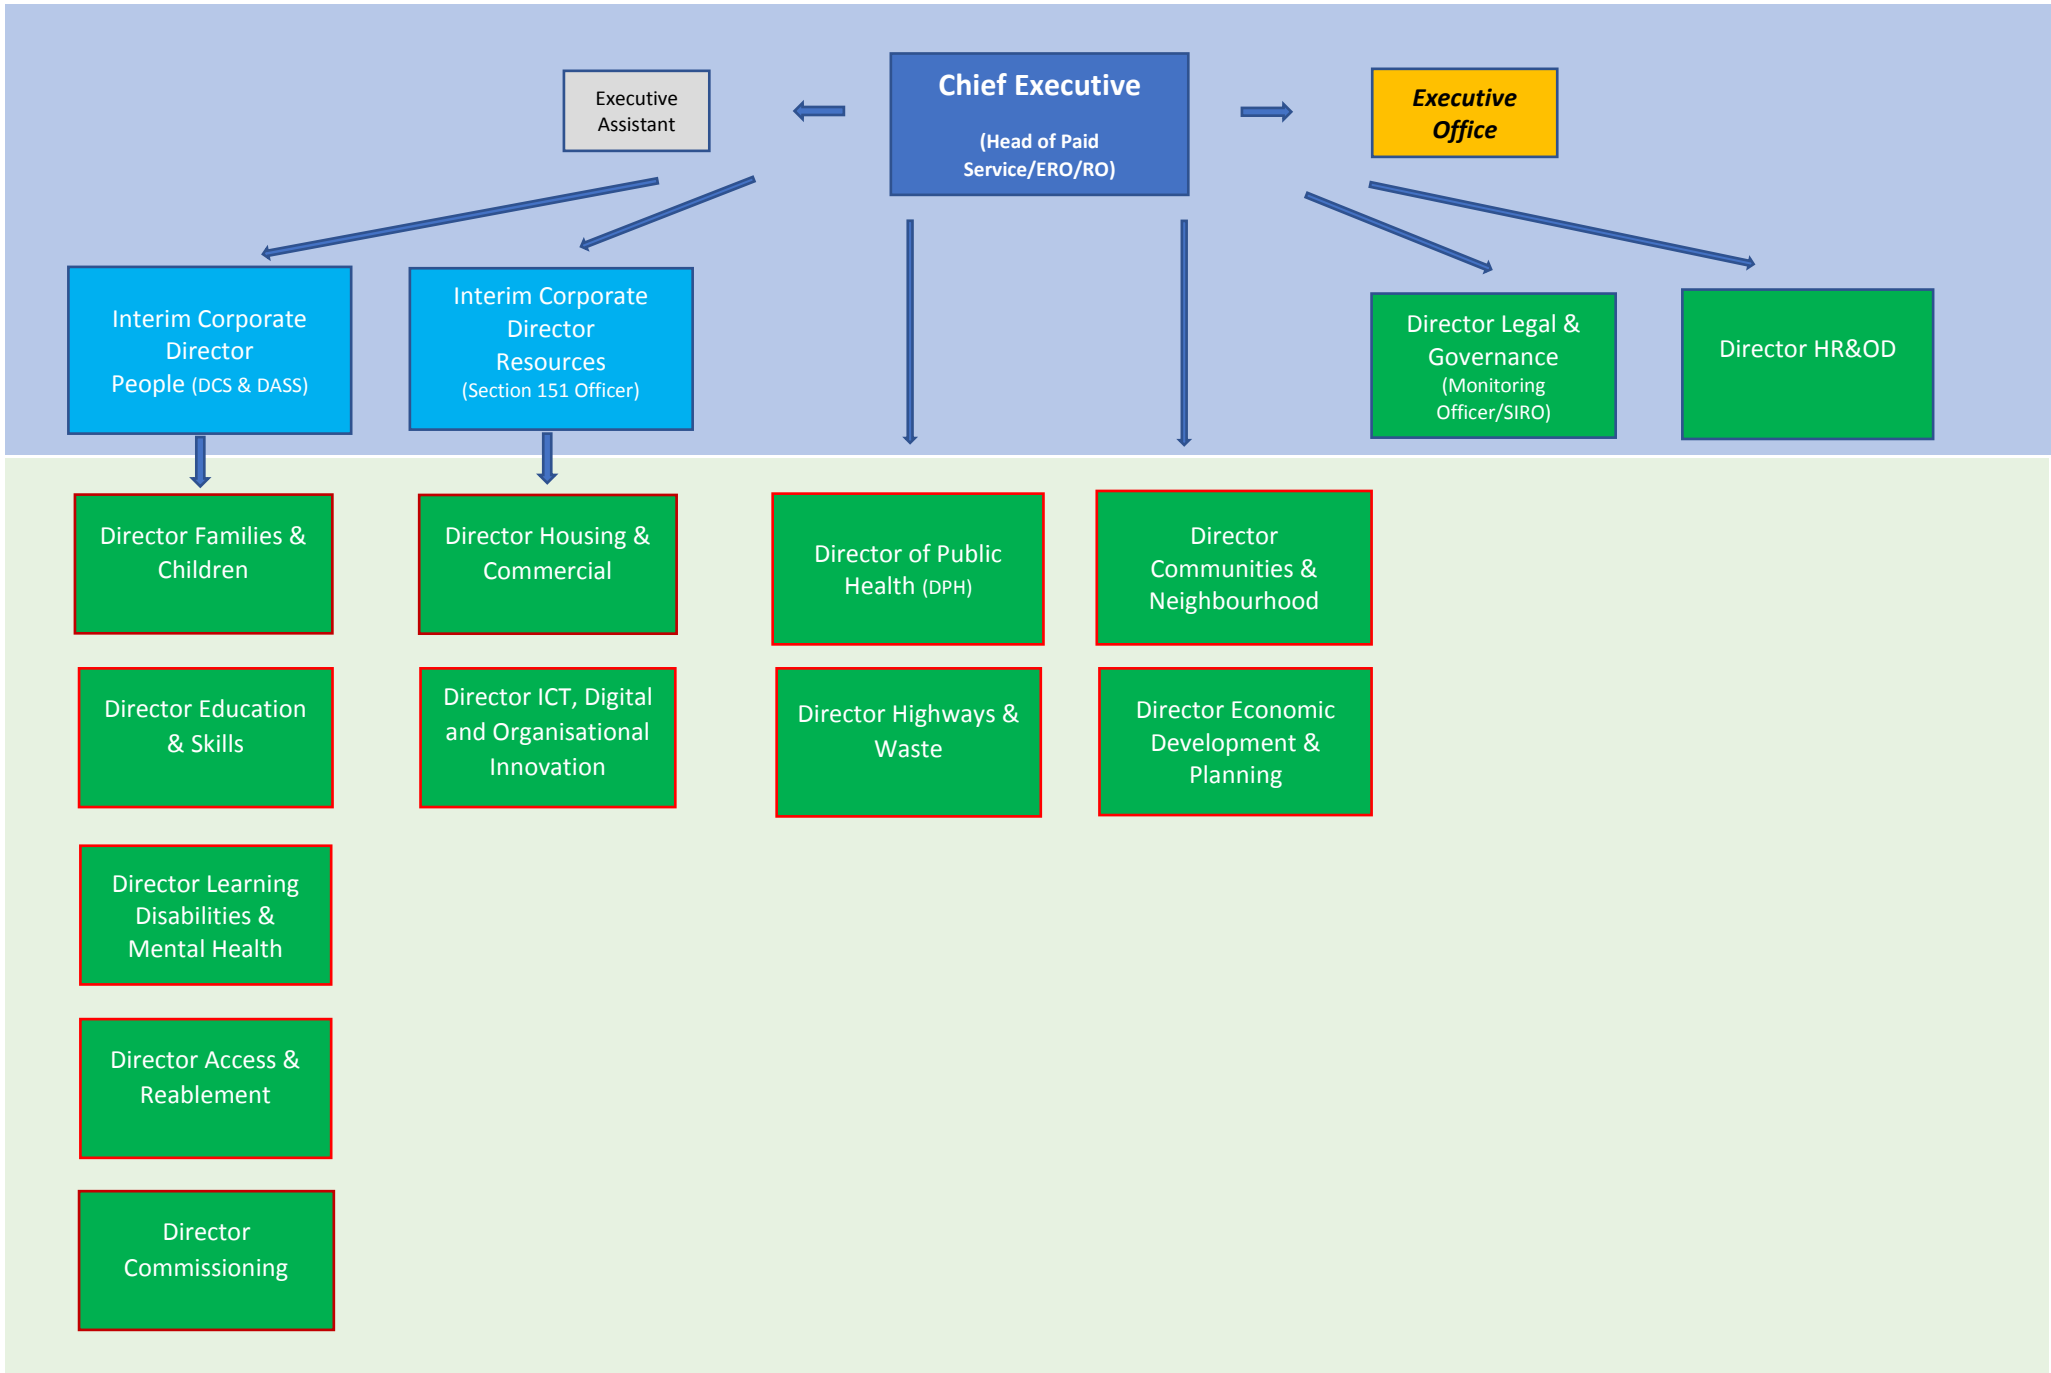 Executive
Assistant
Chief Executive
(Head of Paid
Service/ERO/RO)
Executive
Office
Interim Corporate
Director
People (DCS & DASS)
Interim Corporate
Director
Resources
(Section 151 Officer)
Director Legal &
Governance
(Monitoring
Officer/SIRO)
Director HR&OD
Director Families &
Children
Director Housing &
Commercial
Director of Public
Health (DPH)
Director
Communities &
Neighbourhood
Director Education
& Skills
Director ICT, Digital
and Organisational
Innovation
Director Highways &
Waste
Director Economic
Development &
Planning
Director Learning
Disabilities &
Mental Health
Director Access &
Reablement
Director
Commissioning